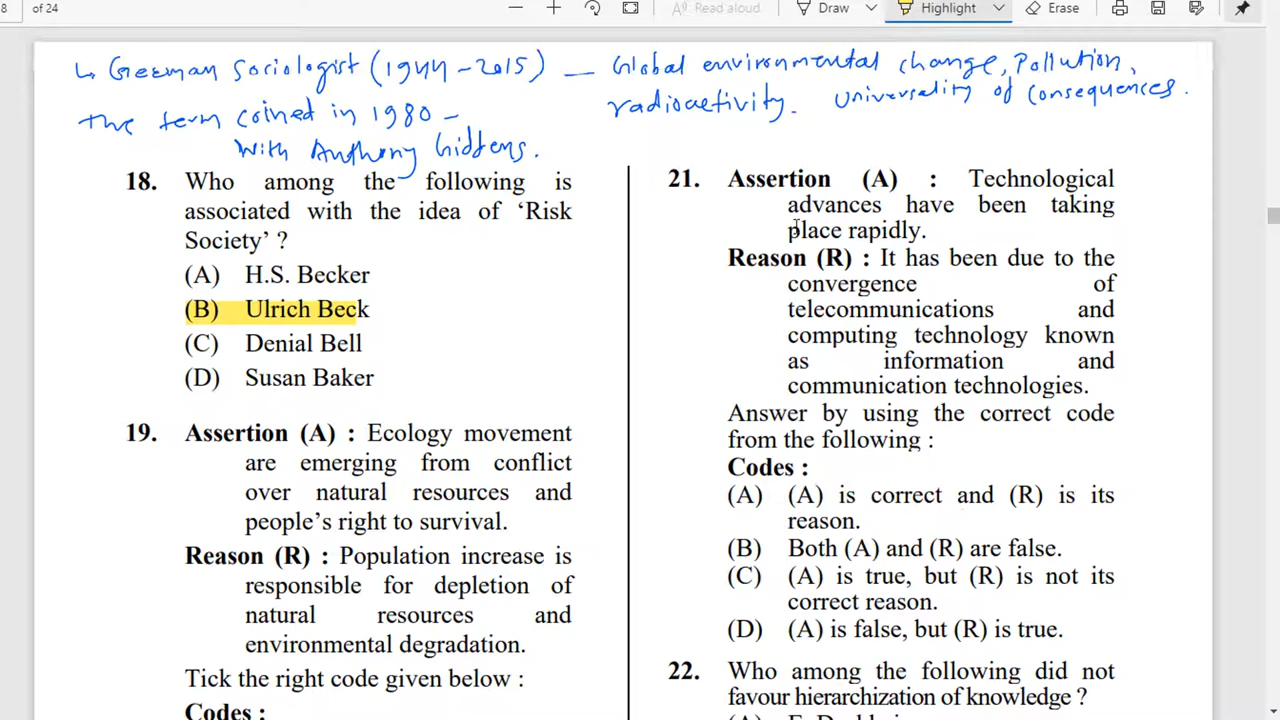 8 of 24
Read aloud
Draw
Highlight
Erase
↳ German Sociologist (1944-2015) — Global environmental change, Pollution,
radioactivity. Universality of consequences.
The term coined in 1980 -
with Anthony Giddens.
18. Who among the following is
associated with the idea of ‘Risk
Society’ ?
(A) H.S. Becker
(B) Ulrich Beck
(C) Denial Bell
(D) Susan Baker
19. Assertion (A) : Ecology movement
are emerging from conflict
over natural resources and
people’s right to survival.
Reason (R) : Population increase is
responsible for depletion of
natural resources and
environmental degradation.
Tick the right code given below :
Codes :
21. Assertion (A) : Technological
advances have been taking
place rapidly.
Reason (R) : It has been due to the
convergence of
telecommunications and
computing technology known
as information and
communication technologies.
Answer by using the correct code
from the following :
Codes :
(A) (A) is correct and (R) is its
reason.
(B) Both (A) and (R) are false.
(C) (A) is true, but (R) is not its
correct reason.
(D) (A) is false, but (R) is true.
22. Who among the following did not
favour hierarchization of knowledge ?